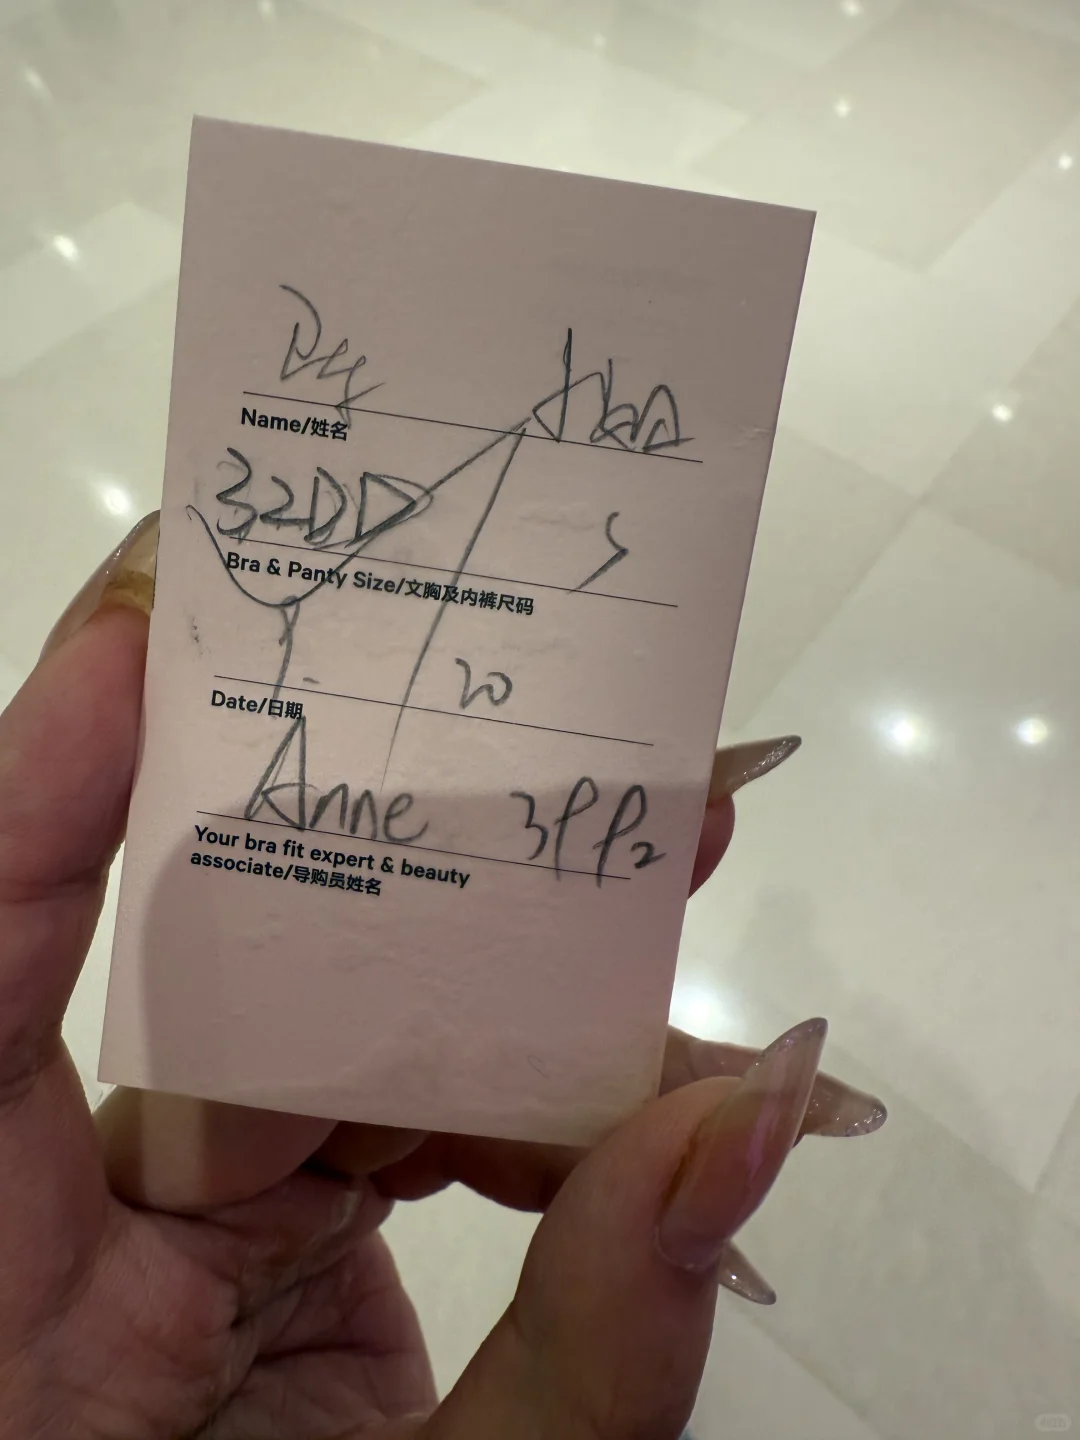 Name/姓名
32DD S
Bra & Panty Size/文胸及内裤尺码
1. 20
Date/日期
Anne
Your bra fit expert & beauty
associate/导购员姓名